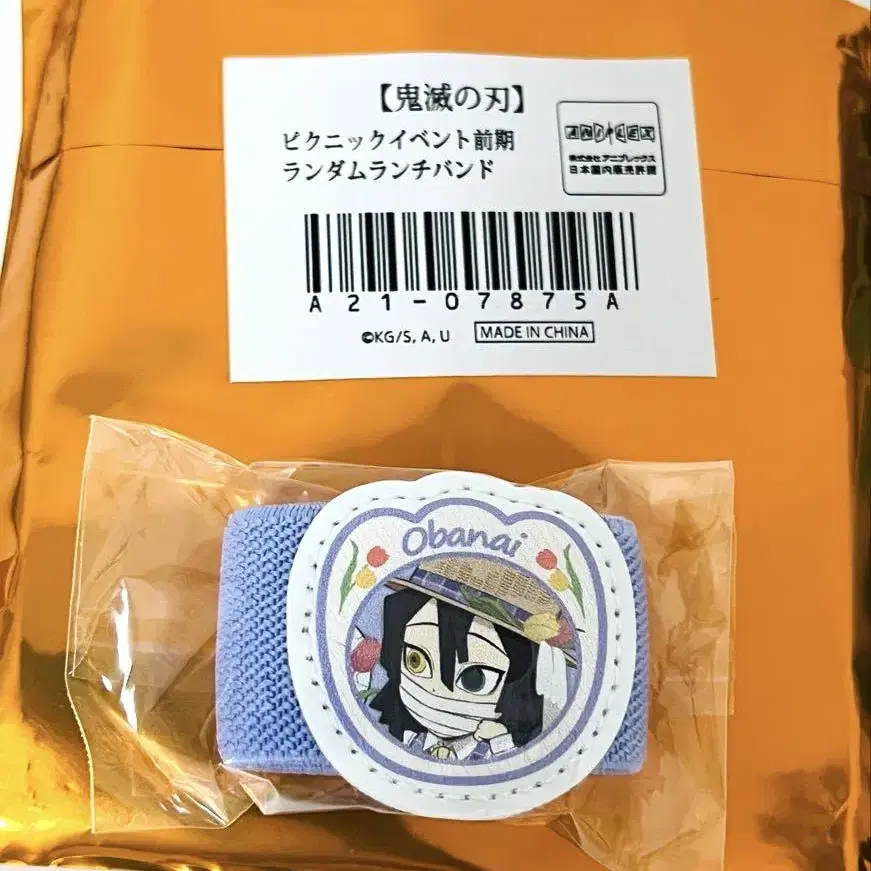 【鬼滅の刃】
ピクニックイベント前期
ランダムランチバンド
ANIPLEX
株式会社アニプレックス
日本国内販売許諾
A21-07875A
©KG/S, A, U
MADE IN CHINA
Obanai